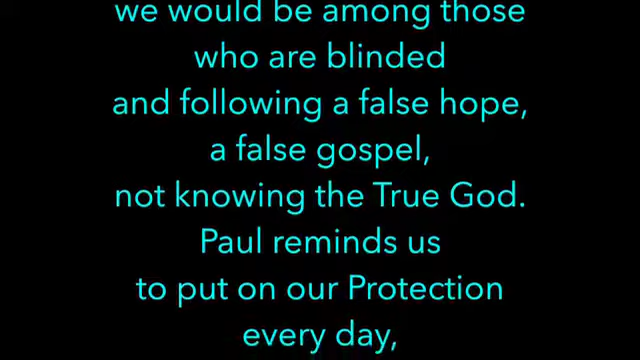 we would be among those
who are blinded
and following a false hope,
a false gospel,
not knowing the True God.
Paul reminds us
to put on our Protection
every day,